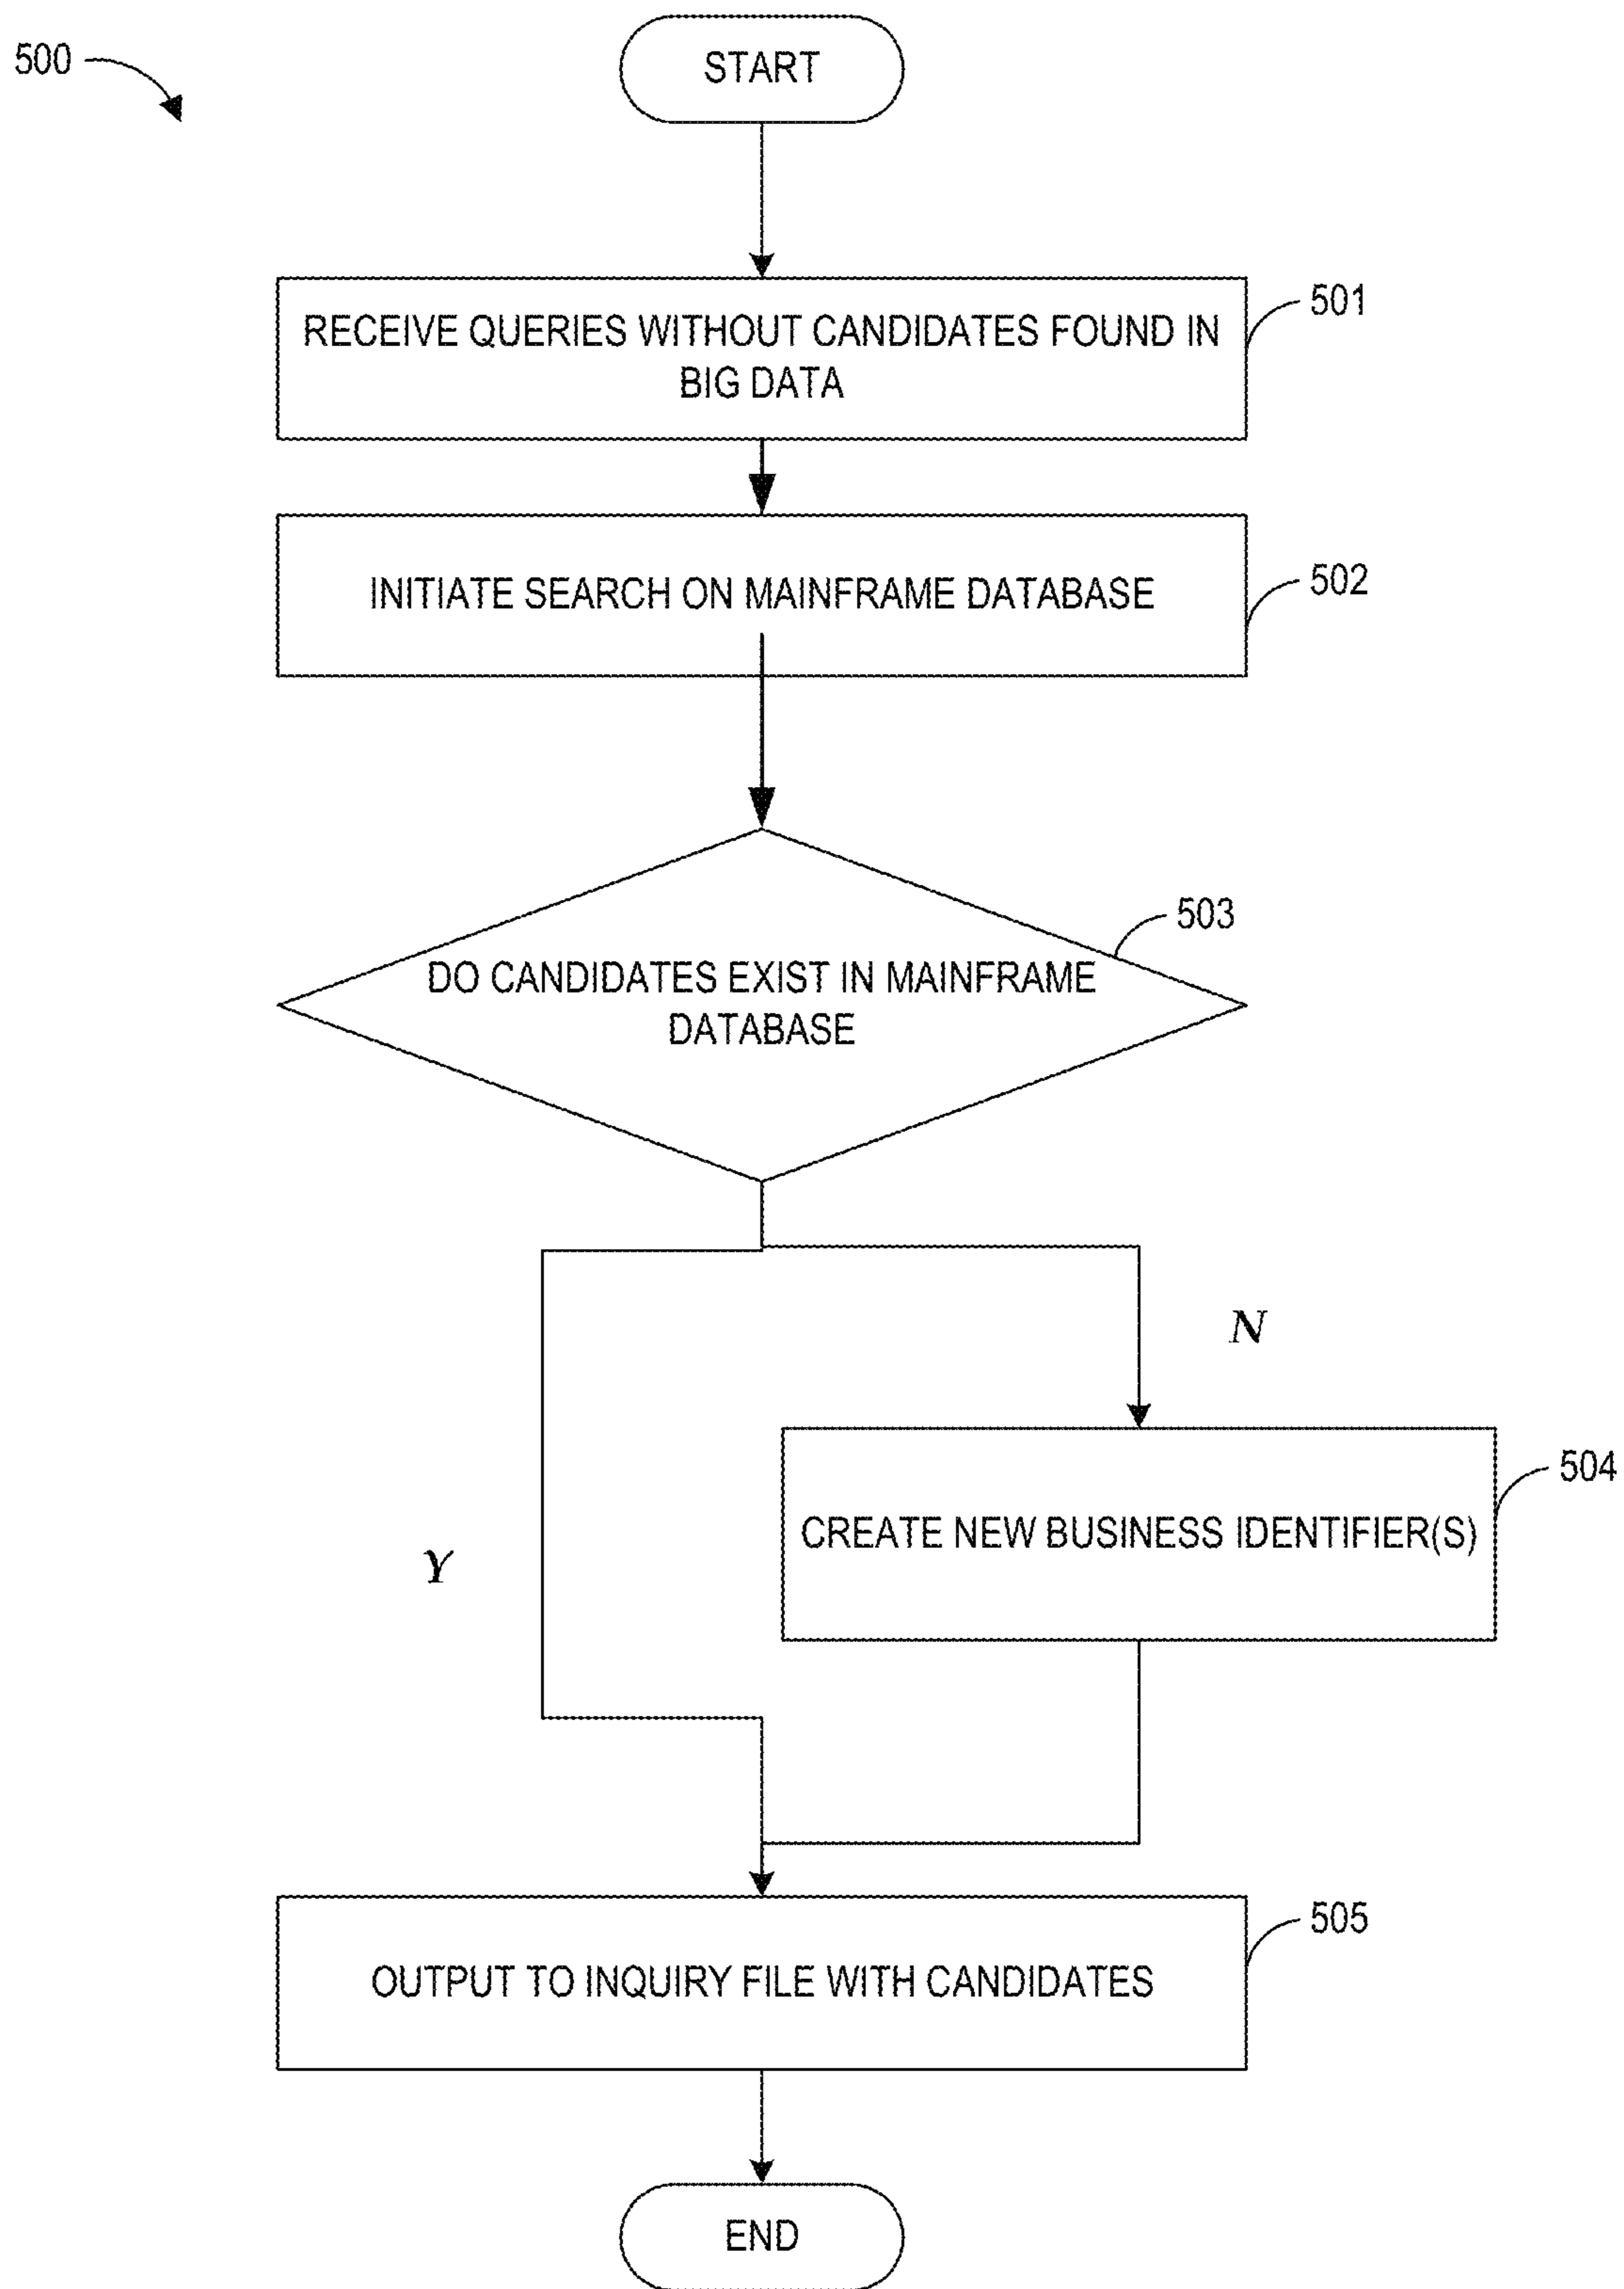 500
START
RECEIVE QUERIES WITHOUT CANDIDATES FOUND IN
BIG DATA
501
INITIATE SEARCH ON MAINFRAME DATABASE
502
503
DO CANDIDATES EXIST IN MAINFRAME
DATABASE
N
504
CREATE NEW BUSINESS IDENTIFIER(S)
Y
505
OUTPUT TO INQUIRY FILE WITH CANDIDATES
END